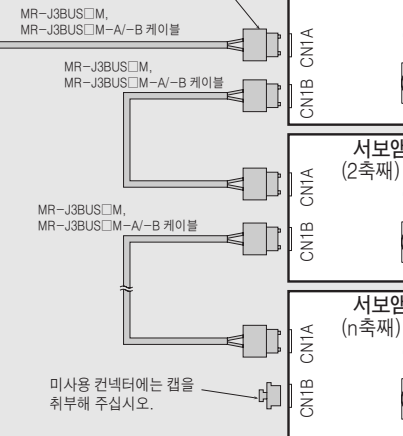 MR-J3BUS□M,
MR-J3BUS□M-A/-B 케이블
CN1A
MR-J3BUS□M,
MR-J3BUS□M-A/-B 케이블
CN1B
서보앰
(2축째)
CN1A
MR-J3BUS□M,
MR-J3BUS□M-A/-B 케이블
CN1B
서보앰
(n축째)
CN1A
미사용 컨넥터에는 캡을
취부해 주십시오.
CN1B